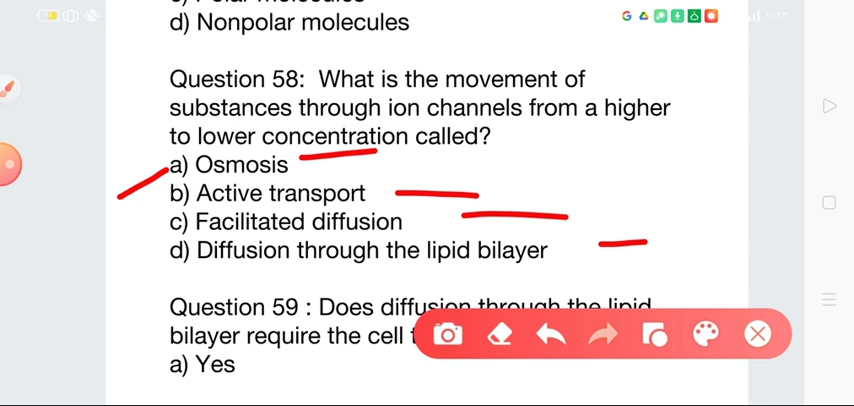 d) Nonpolar molecules
Question 58:  What is the movement of
substances through ion channels from a higher
to lower concentration called?
a) Osmosis
b) Active transport
c) Facilitated diffusion
d) Diffusion through the lipid bilayer
Question 59 : Does diffusion through the lipid
bilayer require the cell
a) Yes